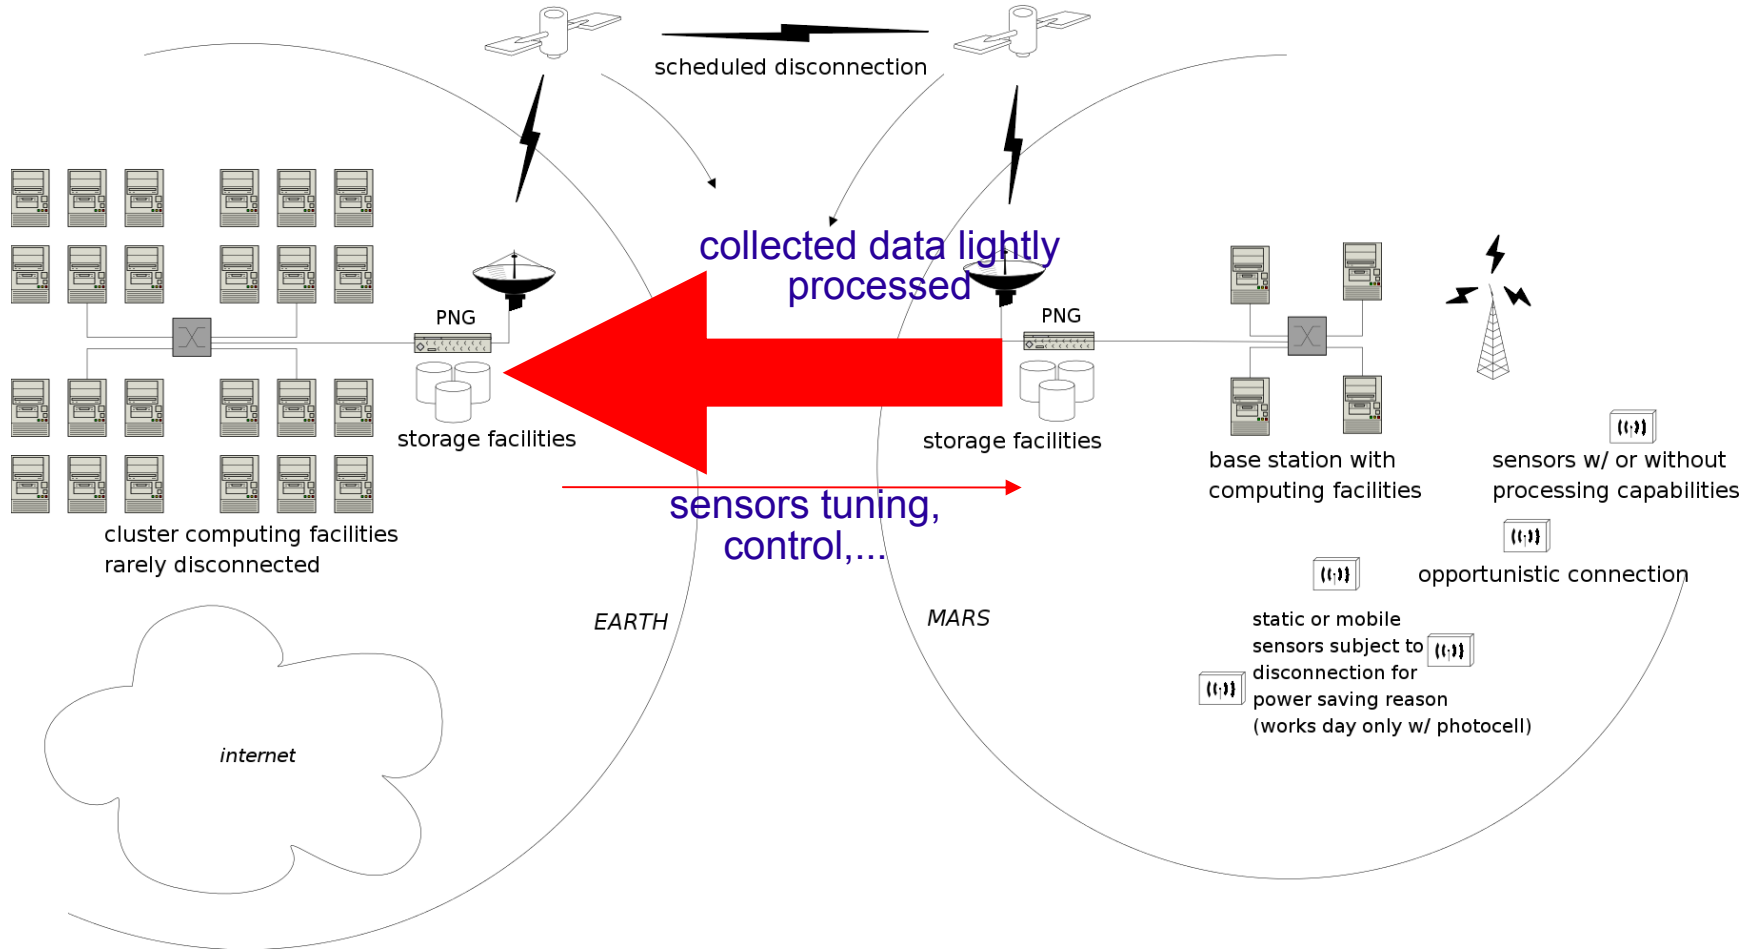 scheduled disconnection
collected data lightly
processed
PNG
PNG
storage facilities
storage facilities
base station with
computing facilities
sensors w/ or without
processing capabilities
sensors tuning,
control,...
cluster computing facilities
rarely disconnected
opportunistic connection
EARTH
MARS
static or mobile
sensors subject to
disconnection for
power saving reason
(works day only w/ photocell)
internet